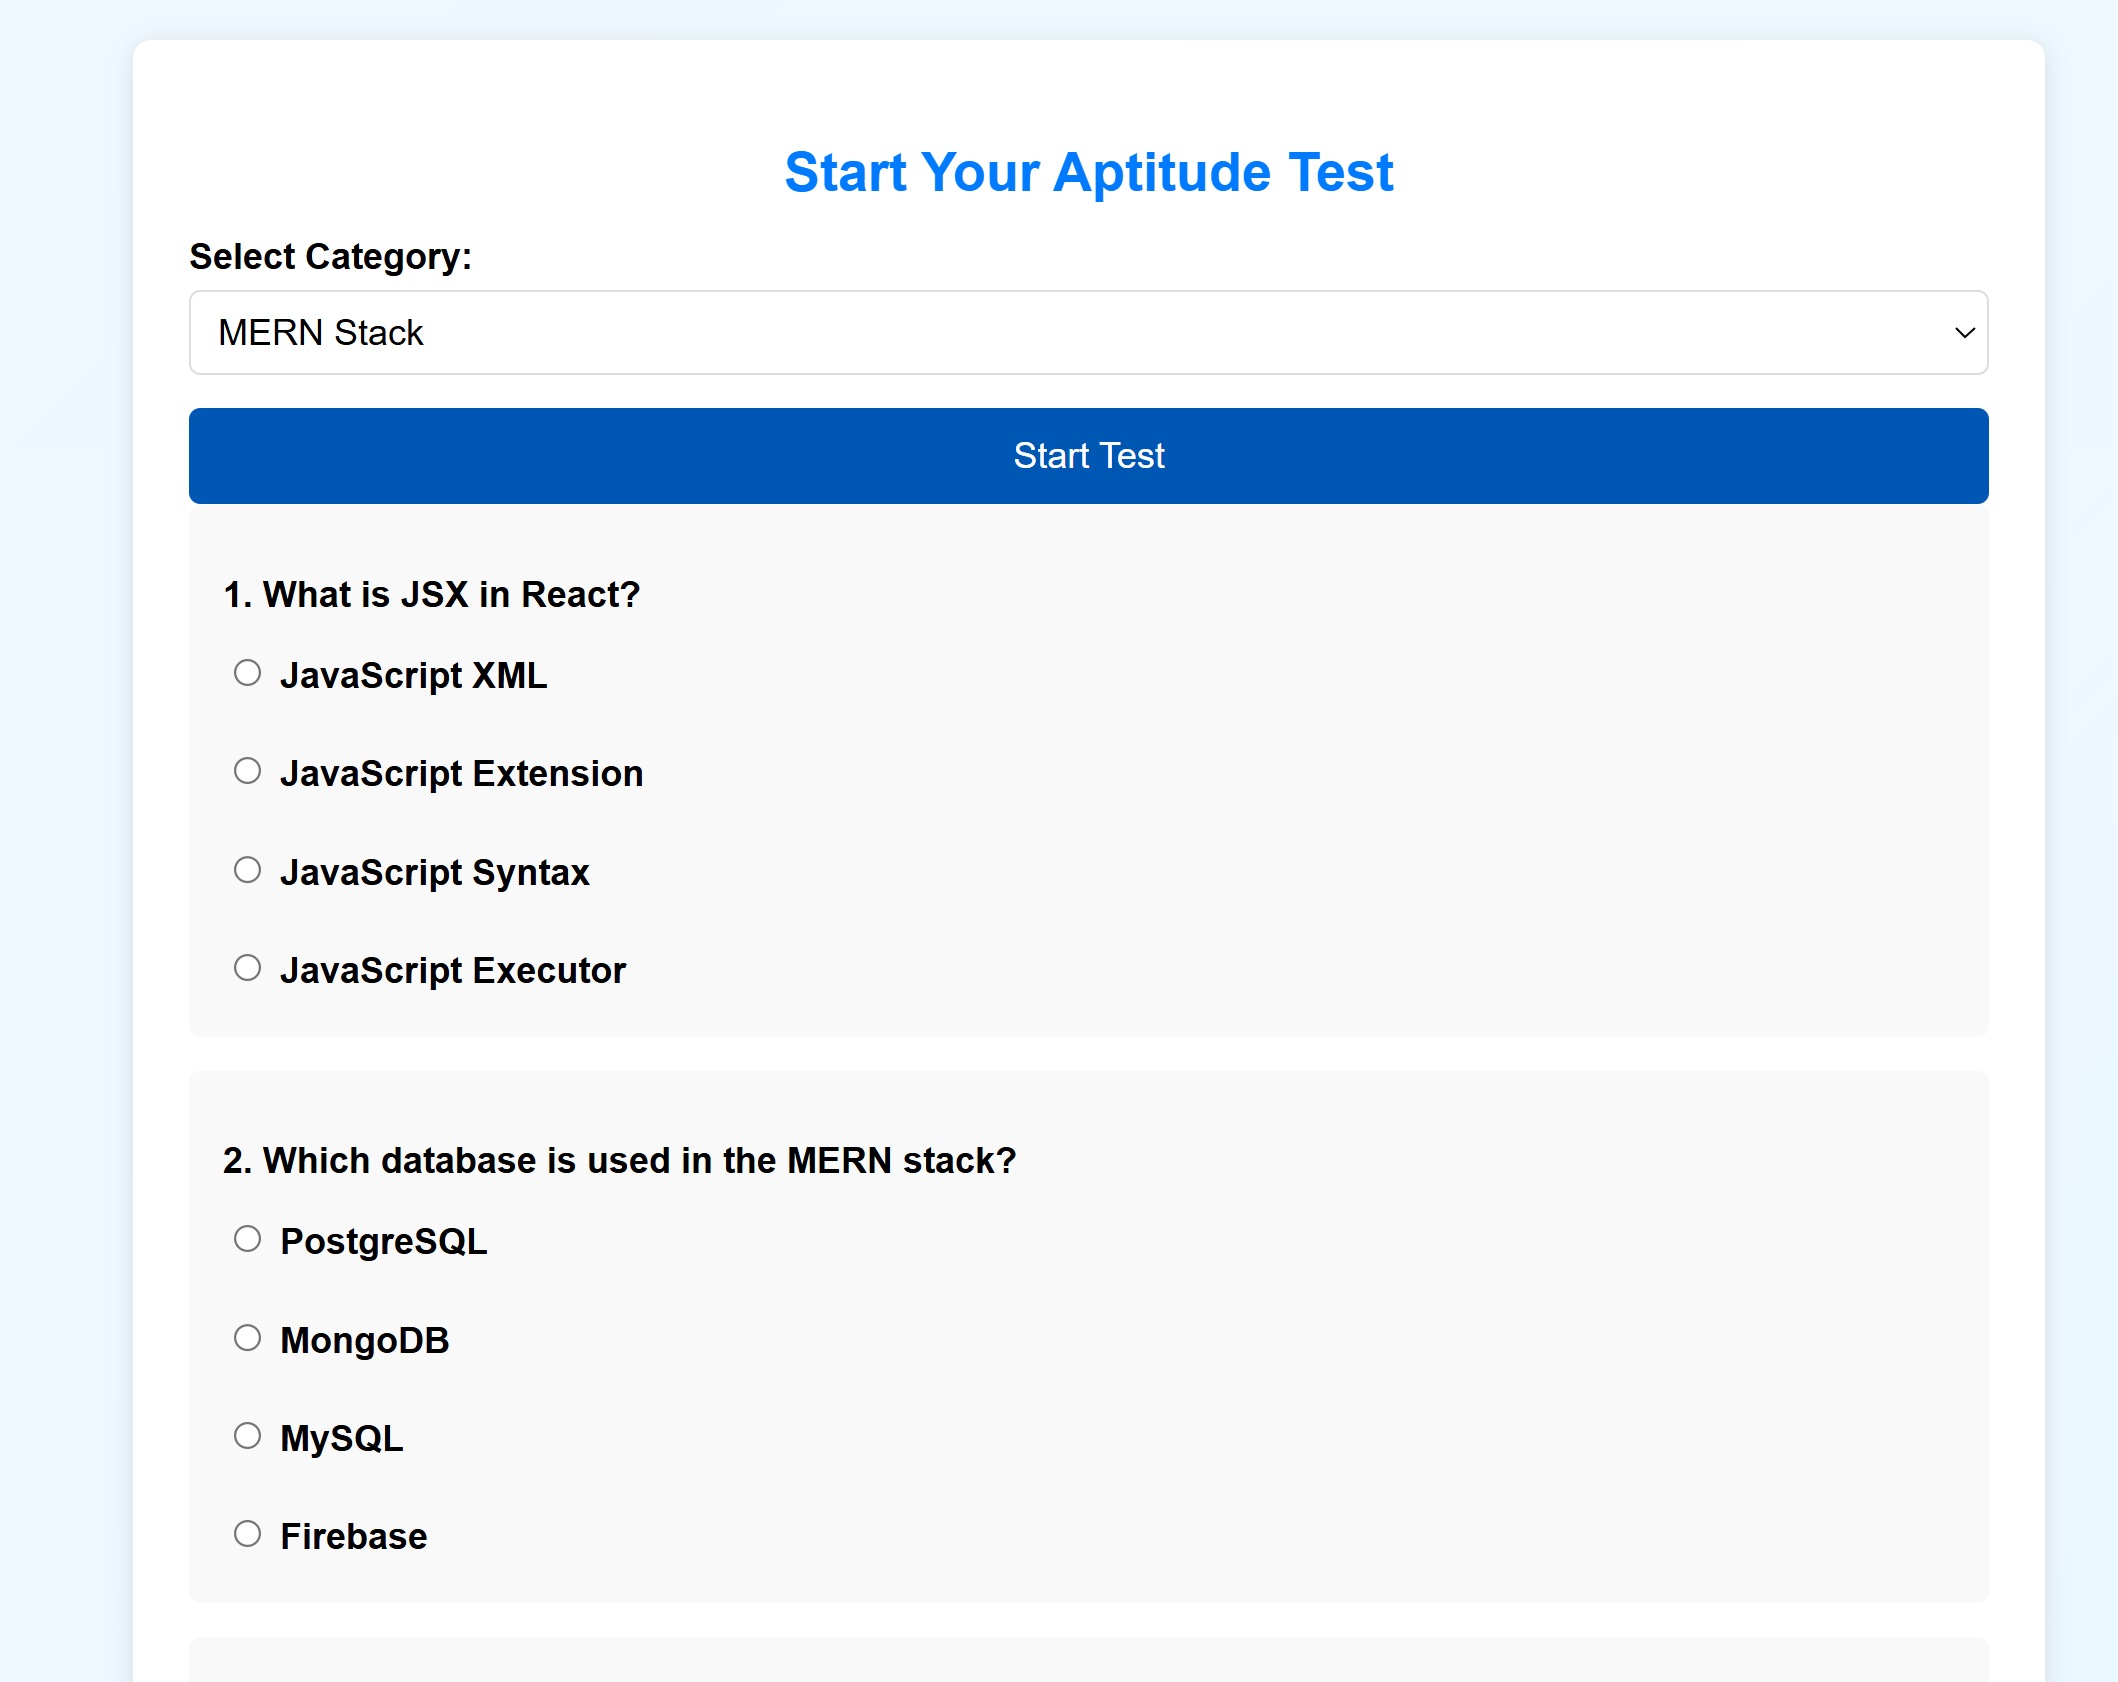 Start Your Aptitude Test
Select Category:
MERN Stack
Start Test
1. What is JSX in React?
JavaScript XML
JavaScript Extension
JavaScript Syntax
JavaScript Executor
2. Which database is used in the MERN stack?
PostgreSQL
MongoDB
MySQL
Firebase